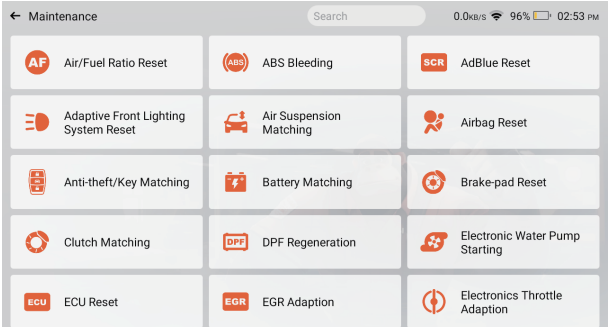 Maintenance
Search
0.0KB/S 96% 02:53 PM
AF Air/Fuel Ratio Reset
ABS ABS Bleeding
SCR AdBlue Reset
Adaptive Front Lighting
System Reset
Air Suspension
Matching
Airbag Reset
Anti-theft/Key Matching
Battery Matching
Brake-pad Reset
Clutch Matching
DPF DPF Regeneration
Electronic Water Pump
Starting
ECU ECU Reset
EGR EGR Adaption
Electronics Throttle
Adaption